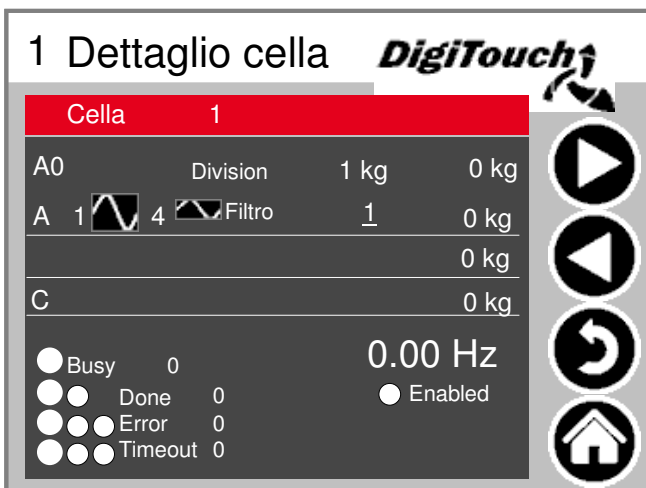 1 Dettaglio cella DigiTouch
Cella 1
A0 Division 1 kg 0 kg
A 1 4 Filtro 1 0 kg
0 kg
C 0 kg
0.00 Hz
Busy 0
Enabled
Done 0
Error 0
Timeout 0